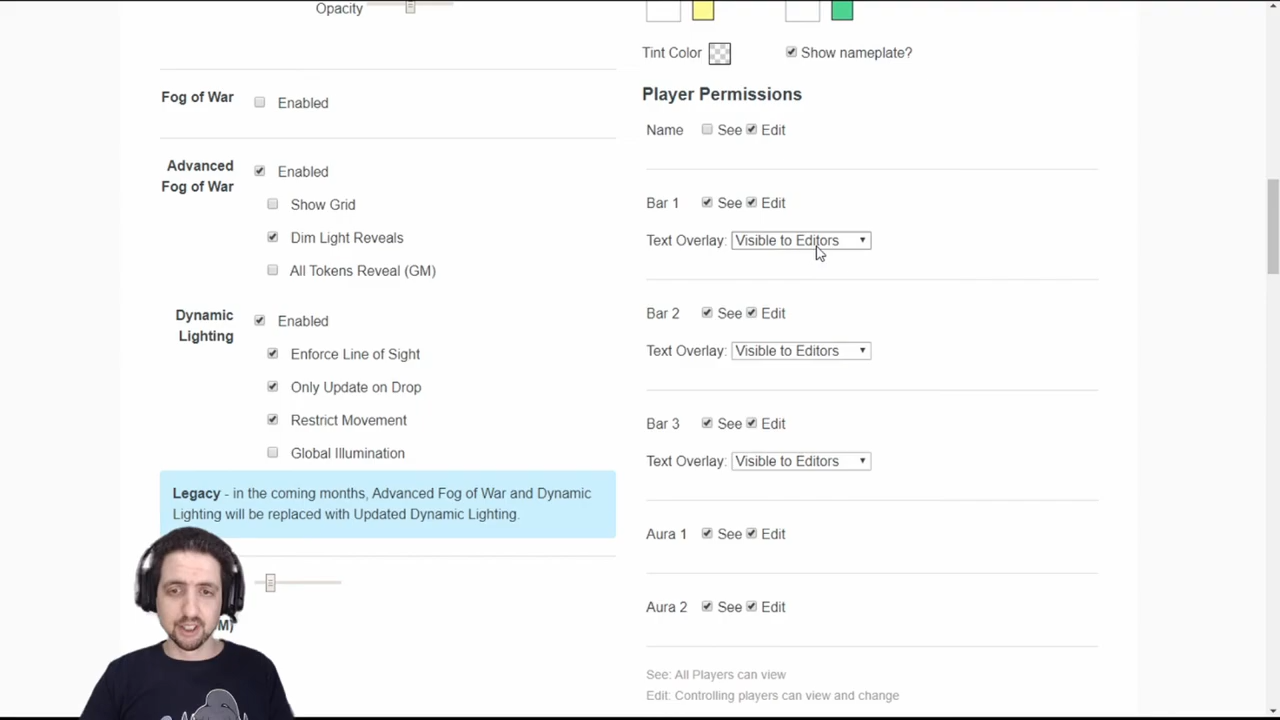 Opacity
Fog of War
Enabled
Advanced
Fog of War
Enabled
Show Grid
Dim Light Reveals
All Tokens Reveal (GM)
Dynamic
Lighting
Enabled
Enforce Line of Sight
Only Update on Drop
Restrict Movement
Global Illumination
Legacy - in the coming months, Advanced Fog of War and Dynamic
Lighting will be replaced with Updated Dynamic Lighting.
Tint Color
Show nameplate?
Player Permissions
Name See Edit
Bar 1 See Edit
Text Overlay: Visible to Editors
Bar 2 See Edit
Text Overlay: Visible to Editors
Bar 3 See Edit
Text Overlay: Visible to Editors
Aura 1 See Edit
Aura 2 See Edit
See: All Players can view
Edit: Controlling players can view and change